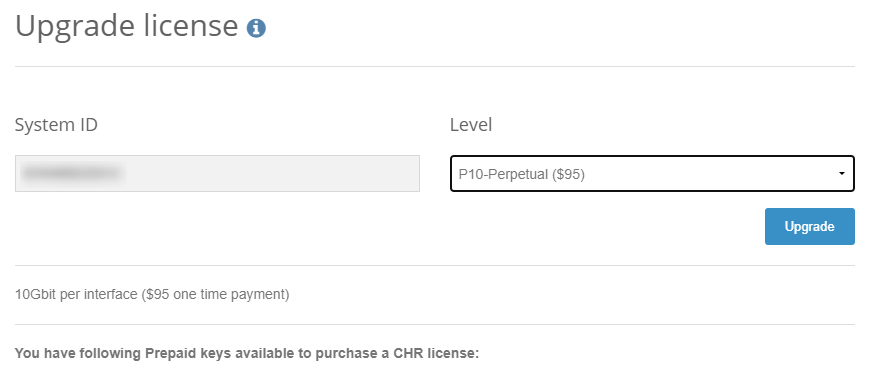 Upgrade license
System ID
Level
P10-Perpetual ($95)
Upgrade
10Gbit per interface ($95 one time payment)
You have following Prepaid keys available to purchase a CHR license: